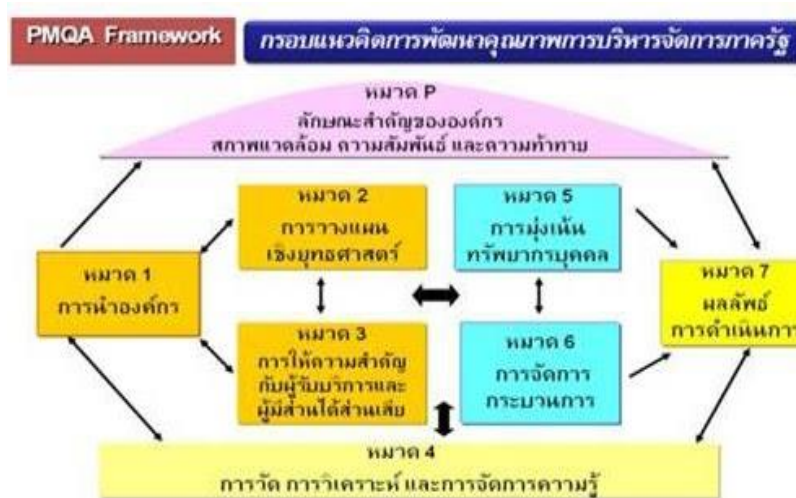 PMQA Framework
กรอบแนวคิดการพัฒนาคุณภาพการบริหารจัดการภาครัฐ
หมวด P
ลักษณะสำคัญขององค์กร
สภาพแวดล้อม ความสัมพันธ์ และความท้าทาย
หมวด 1
การนำองค์กร
หมวด 2
การวางแผน
เชิงยุทธศาสตร์
หมวด 3
การให้ความสำคัญ
กับผู้รับบริการและ
ผู้มีส่วนได้ส่วนเสีย
หมวด 5
การมุ่งเน้น
ทรัพยากรบุคคล
หมวด 6
การจัดการ
กระบวนการ
หมวด 7
ผลลัพธ์
การดำเนินการ
หมวด 4
การวัด การวิเคราะห์ และการจัดการความรู้